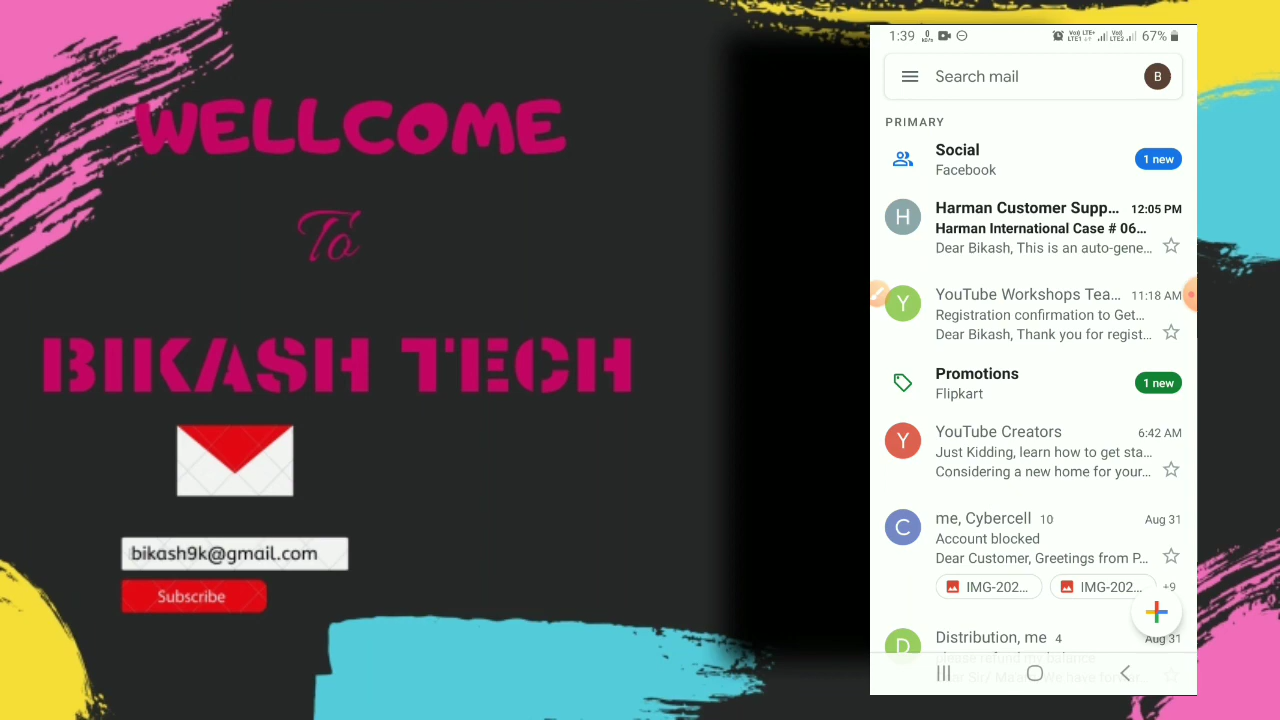 WELLCOME
To
BIKASH TECH
bikash9k@gmail.com
Subscribe
1:39
67%
Search mail
B
PRIMARY
Social
1 new
Facebook
H
Harman Customer Supp... 12:05 PM
Harman International Case # 06...
Dear Bikash, This is an auto-gene...
Y
YouTube Workshops Tea... 11:18 AM
Registration confirmation to Get...
Dear Bikash, Thank you for regist...
Promotions
1 new
Flipkart
Y
YouTube Creators 6:42 AM
Just Kidding, learn how to get sta...
Considering a new home for your...
C
me, Cybercell 10 Aug 31
Account blocked
Dear Customer, Greetings from P...
IMG-202... IMG-202... +9
Distribution, me 4 Aug 31
D
please refund my balance